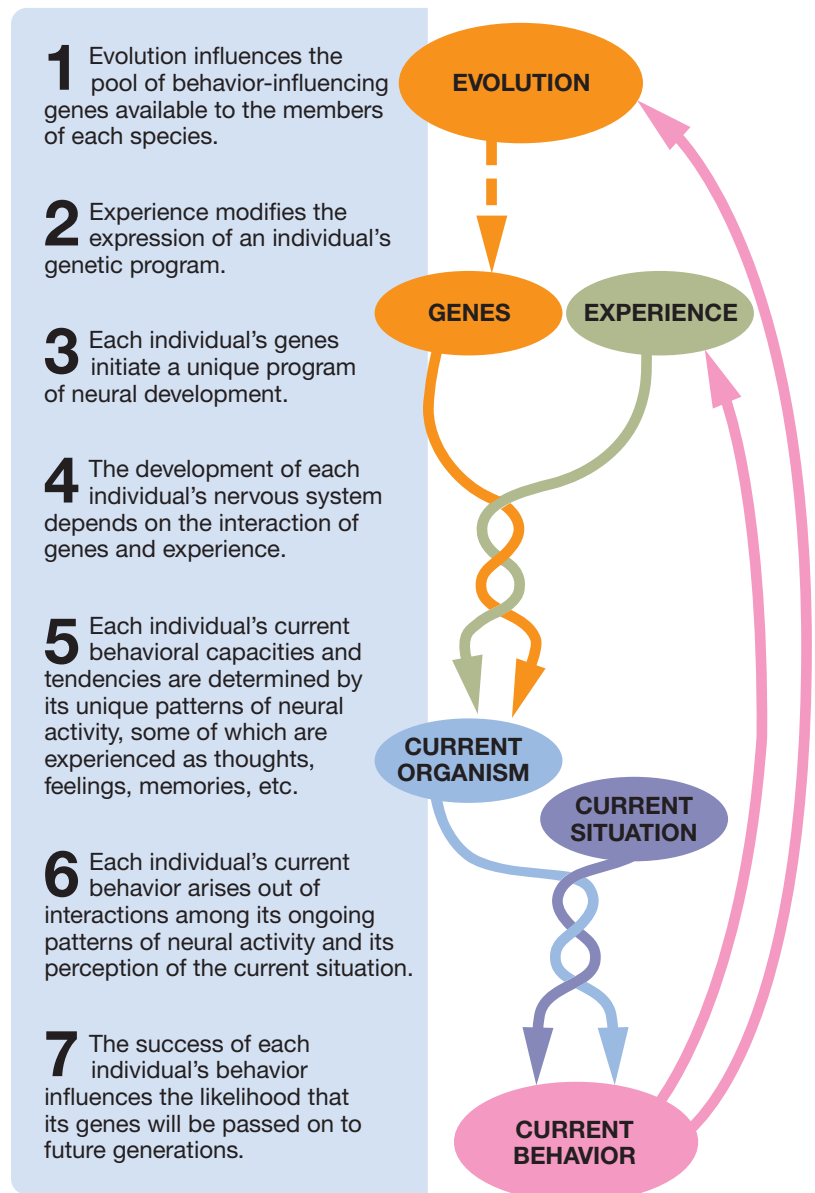 1 Evolution influences the
pool of behavior-influencing
genes available to the members
of each species.
2 Experience modifies the
expression of an individual’s
genetic program.
3 Each individual’s genes
initiate a unique program
of neural development.
4 The development of each
individual’s nervous system
depends on the interaction of
genes and experience.
5 Each individual’s current
behavioral capacities and
tendencies are determined by
its unique patterns of neural
activity, some of which are
experienced as thoughts,
feelings, memories, etc.
6 Each individual’s current
behavior arises out of
interactions among its ongoing
patterns of neural activity and its
perception of the current situation.
7 The success of each
individual’s behavior
influences the likelihood that
its genes will be passed on to
future generations.
EVOLUTION
GENES
EXPERIENCE
CURRENT
ORGANISM
CURRENT
SITUATION
CURRENT
BEHAVIOR